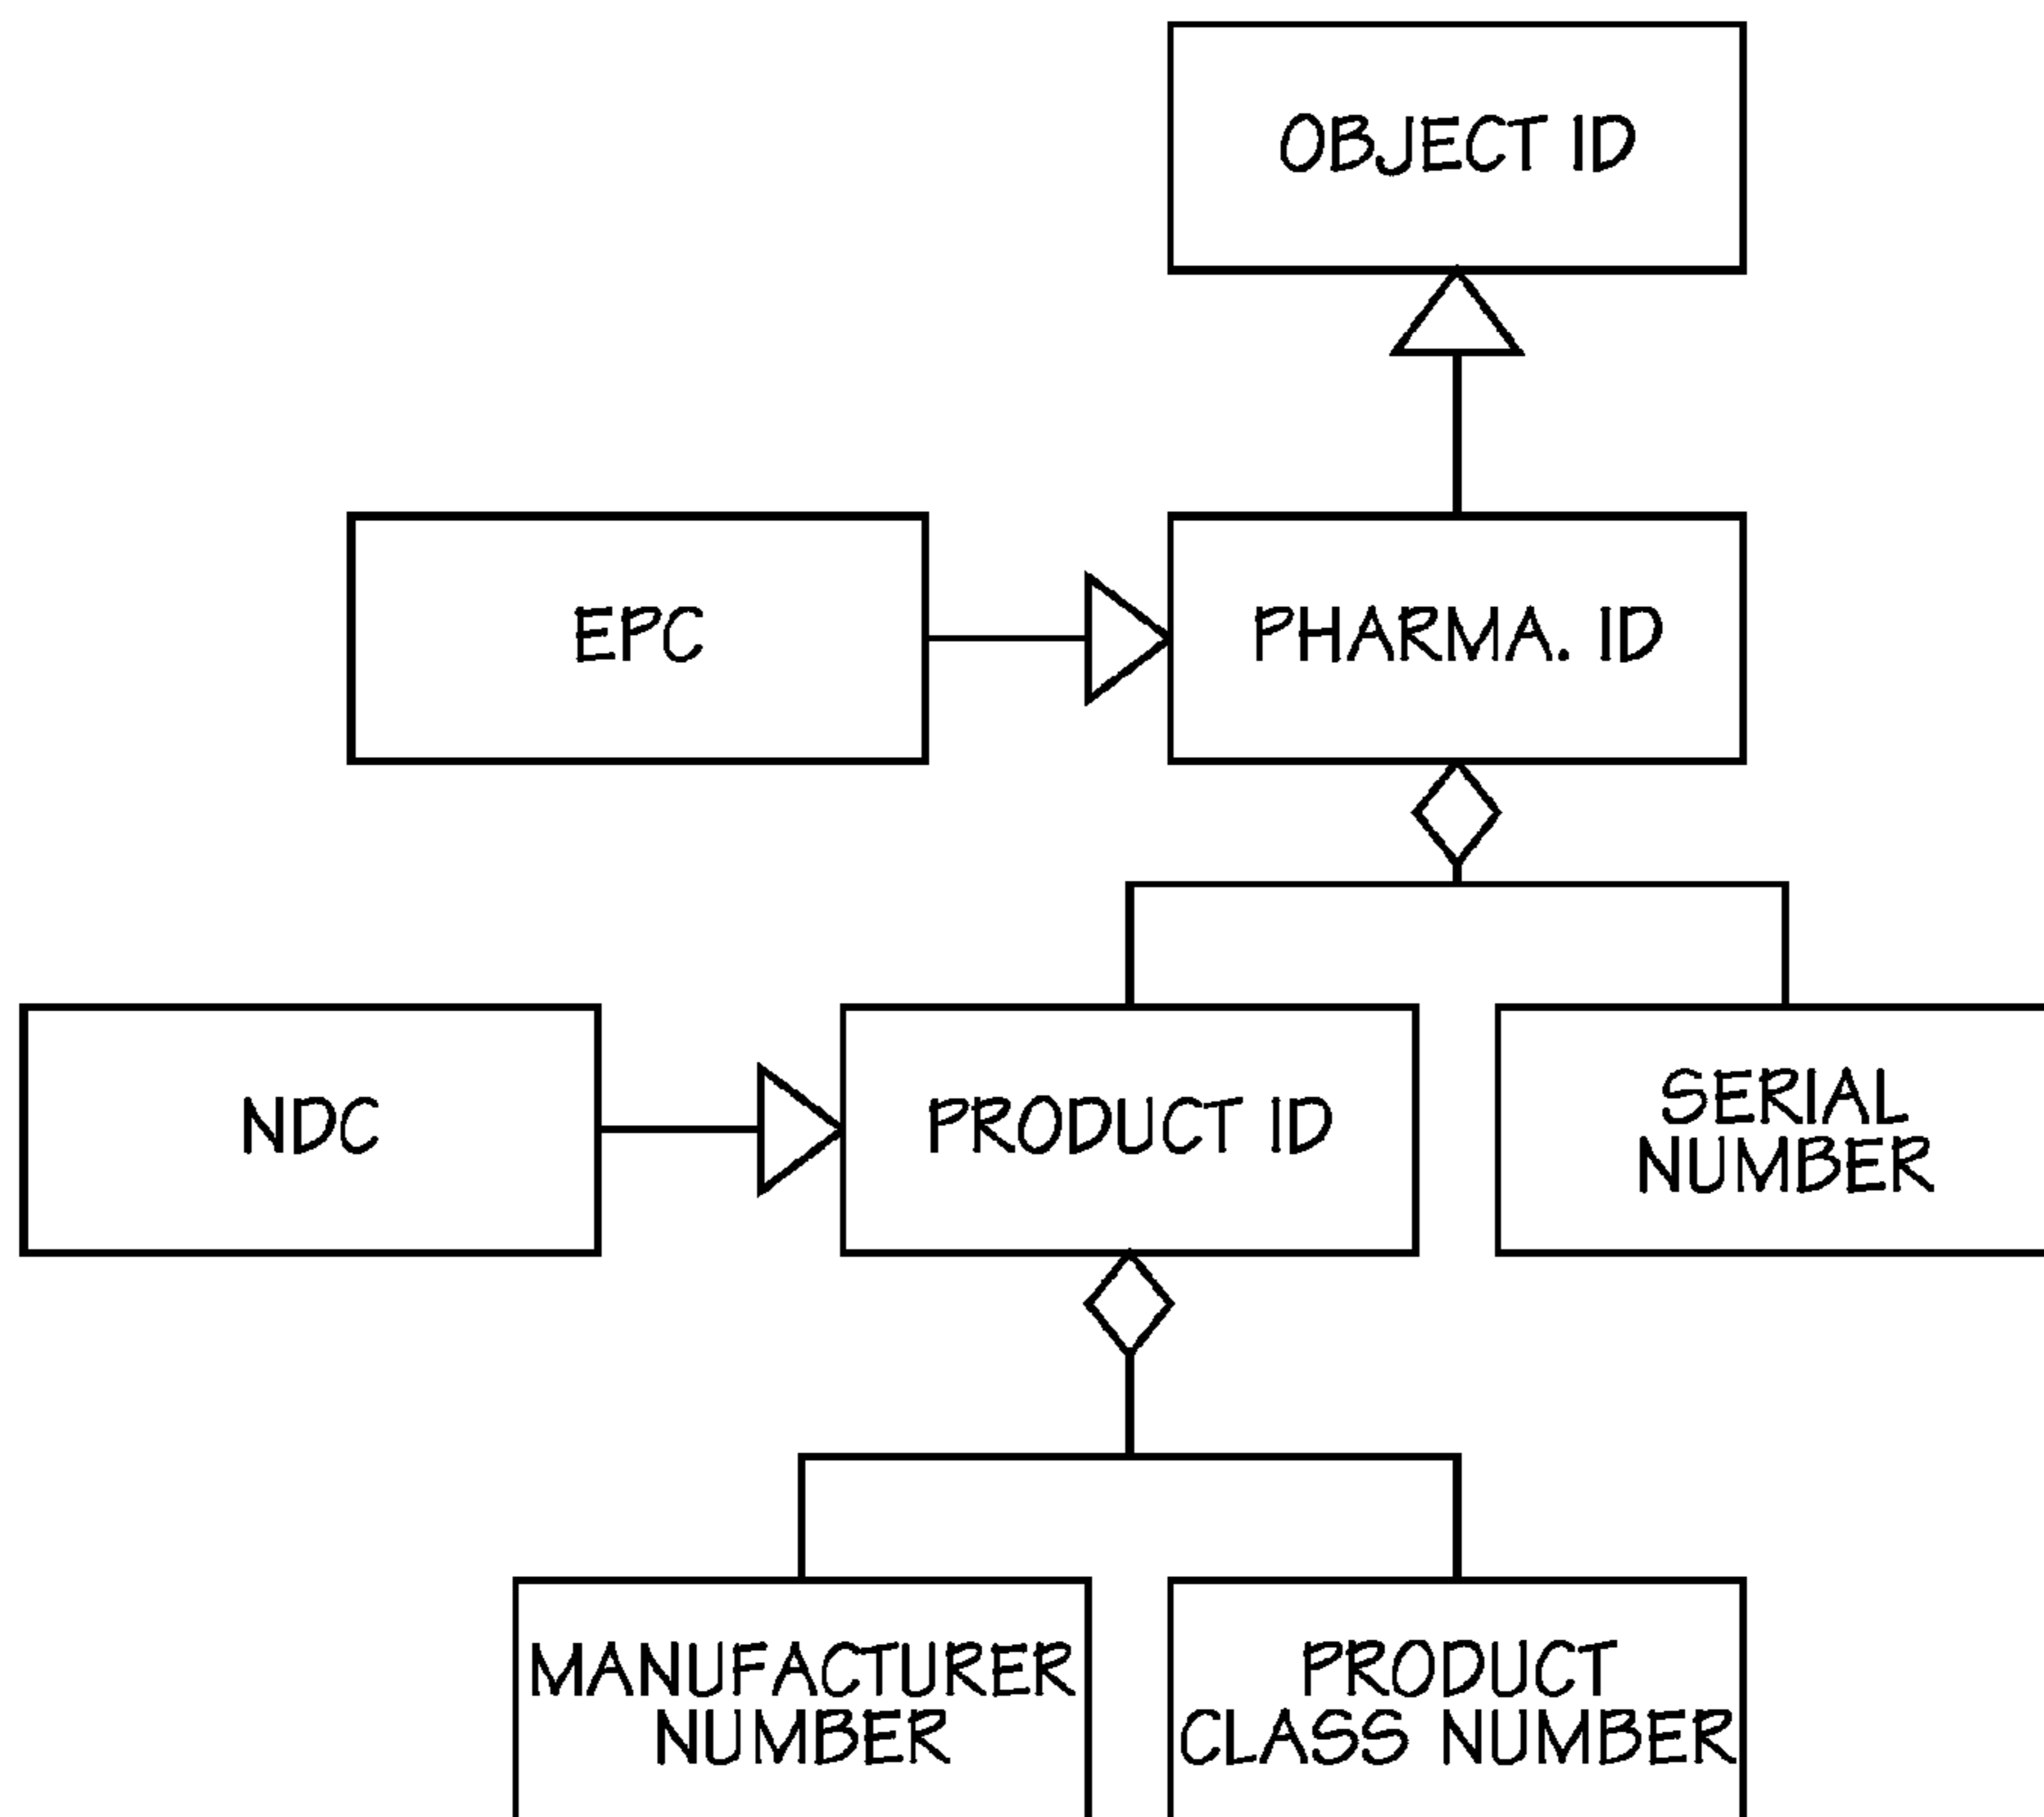 OBJECT ID
EPC
PHARMA. ID
NDC
PRODUCT ID
SERIAL
NUMBER
MANUFACTURER
NUMBER
PRODUCT
CLASS NUMBER